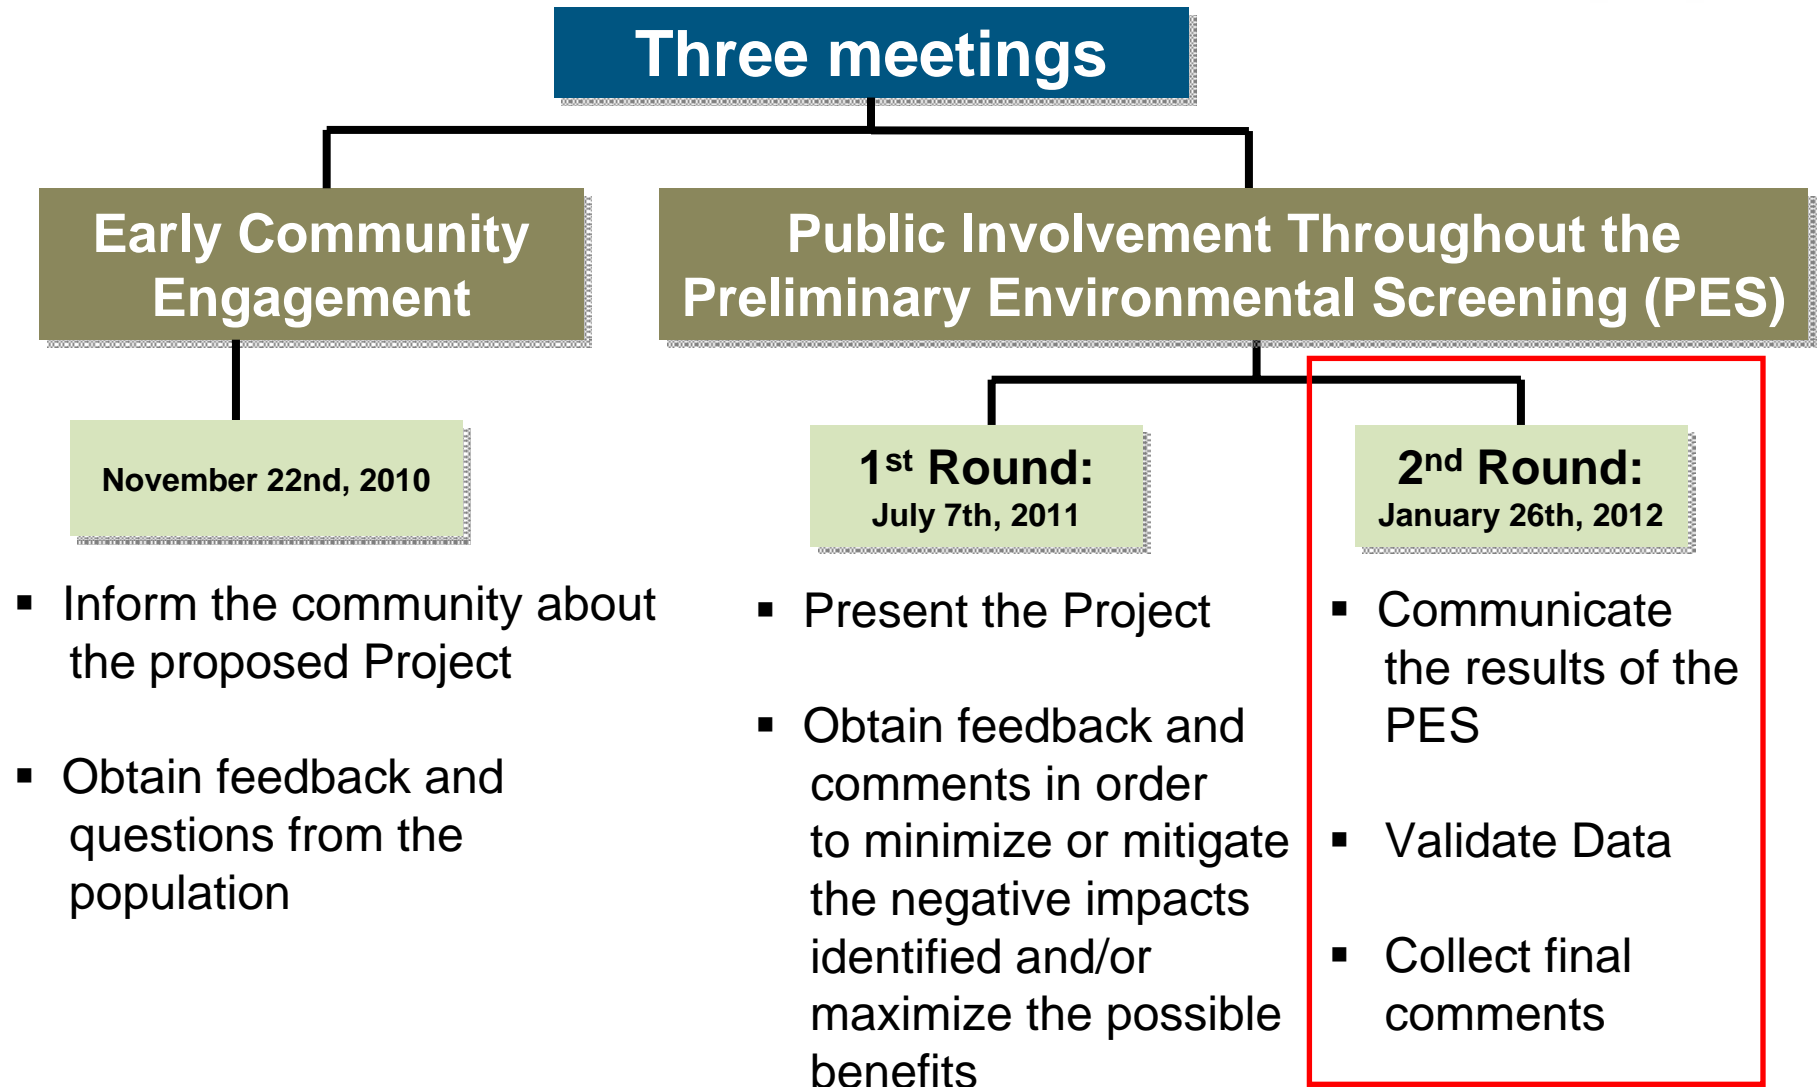 Three meetings
Early Community
Engagement
November 22nd, 2010
▪ Inform the community about
the proposed Project
▪ Obtain feedback and
questions from the
population
Public Involvement Throughout the
Preliminary Environmental Screening (PES)
1st Round:
July 7th, 2011
▪ Present the Project
▪ Obtain feedback and
comments in order
to minimize or mitigate
the negative impacts
identified and/or
maximize the possible
benefits
2nd Round:
January 26th, 2012
▪ Communicate
the results of the
PES
▪ Validate Data
▪ Collect final
comments